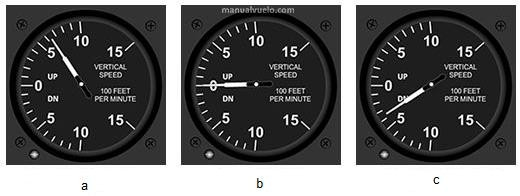 manualvuelo.com
10
15
5
UP
VERTICAL
SPEED
0
DN
100 FEET
PER MINUTE
5
10
15
10
15
5
UP
VERTICAL
SPEED
0
DN
100 FEET
PER MINUTE
5
10
15
10
15
5
UP
VERTICAL
SPEED
0
DN
100 FEET
PER MINUTE
5
10
15
a
b
c